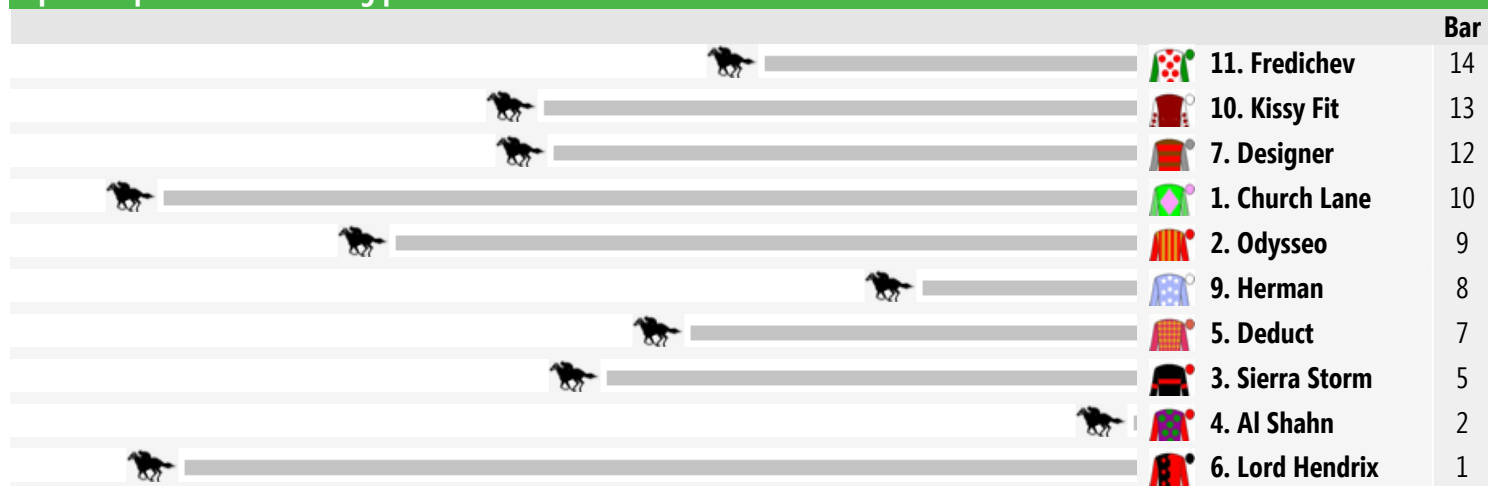 Bar
11. Fredichev 14
10. Kissy Fit 13
7. Designer 12
1. Church Lane 10
2. Odysseo 9
9. Herman 8
5. Deduct 7
3. Sierra Storm 5
4. Al Shahn 2
6. Lord Hendrix 1